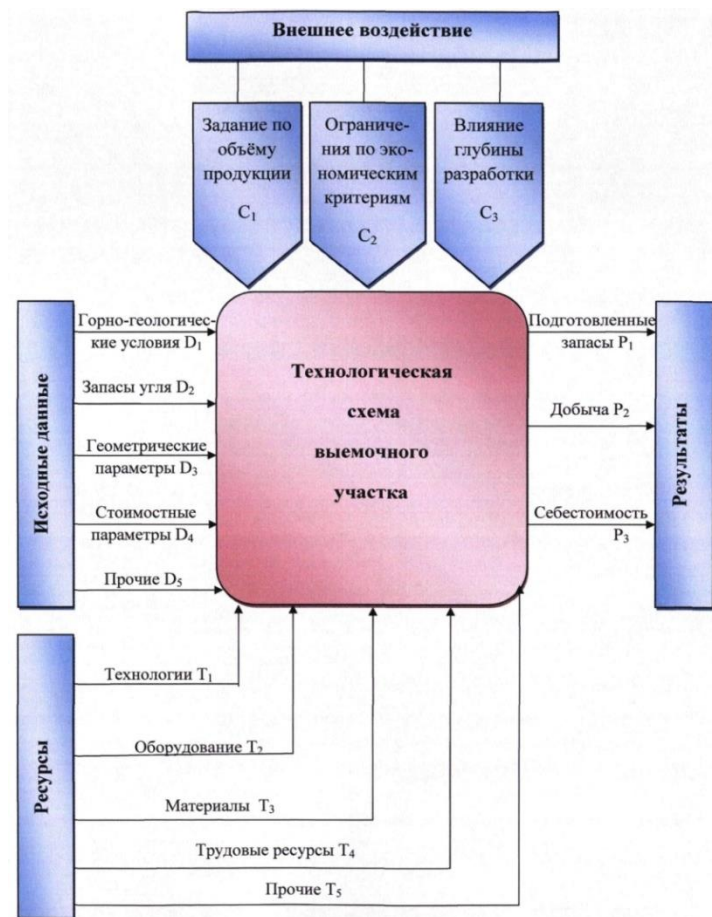 Внешнее воздействие
Задание по
объёму
продукции
C₁
Ограниче-
ния по эко-
номическим
критериям
C₂
Влияние
глубины
разработки
C₃
Исходные данные
Горно-геологичес-
кие условия D₁
Запасы угля D₂
Геометрические
параметры D₃
Стоимостные
параметры D₄
Прочие D₅
Технологическая
схема
выемочного
участка
Подготовленные
запасы P₁
Добыча P₂
Себестоимость
P₃
Результаты
Ресурсы
Технологии T₁
Оборудование T₂
Материалы T₃
Трудовые ресурсы T₄
Прочие T₅